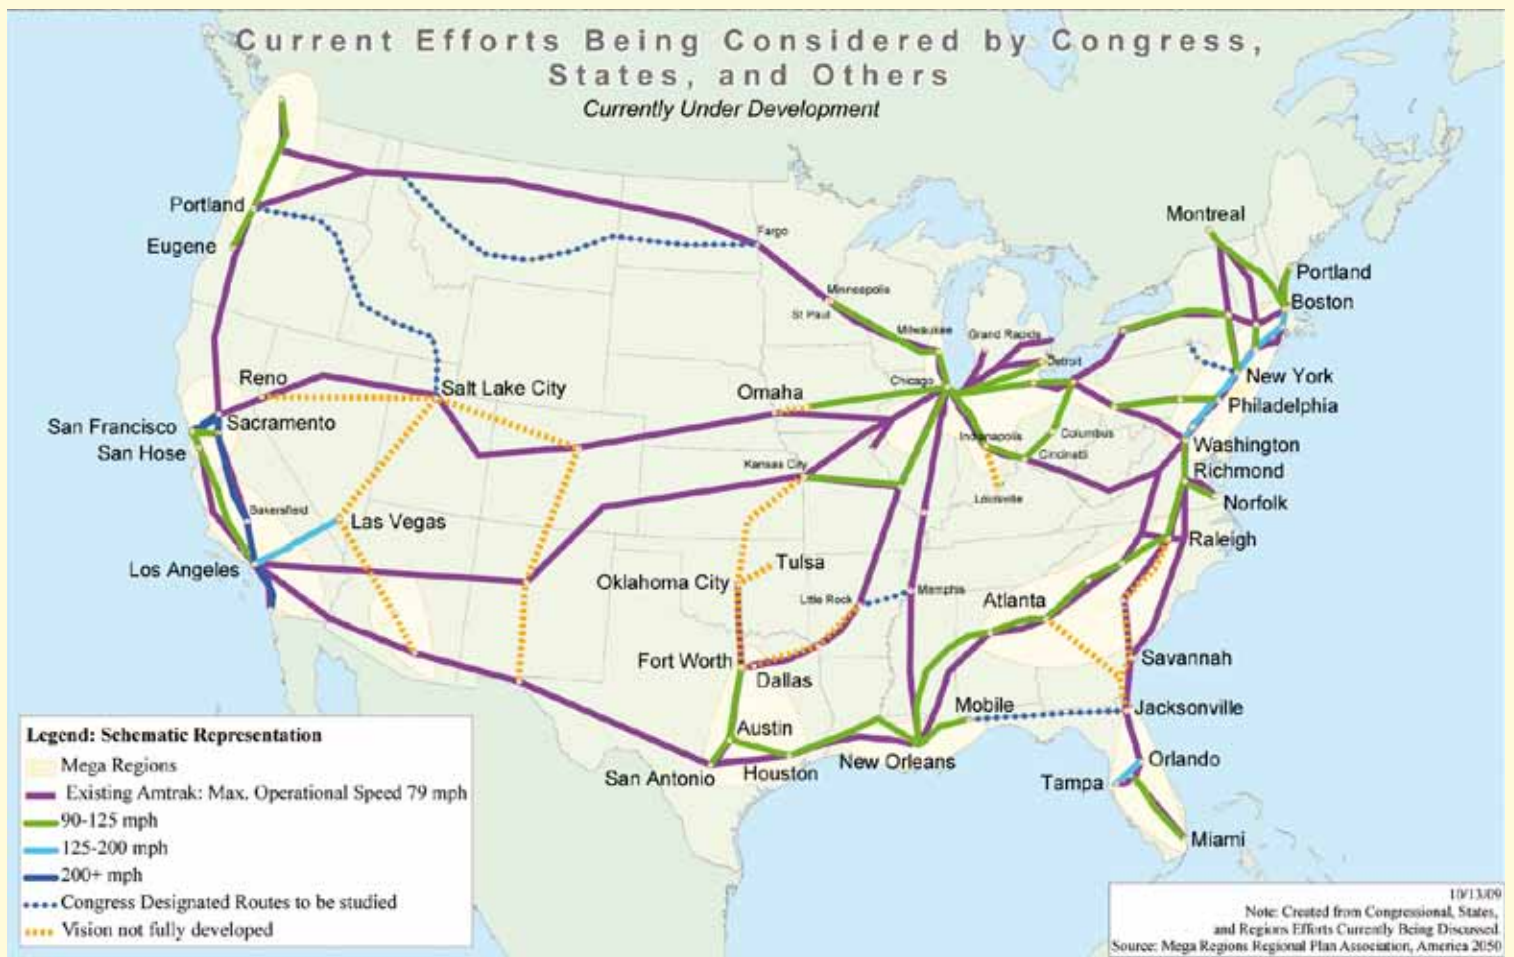 Current Efforts Being Considered by Congress,
States, and Others
Currently Under Development
Portland
Eugene
Fargo
Montreal
Portland
Boston
Minneapolis
St Paul
Milwaukee
Grand Rapids
Detroit
Reno
Salt Lake City
Omaha
Chicago
New York
Philadelphia
San Francisco
Sacramento
San Hose
Indianapolis
Columbus
Cincinatti
Washington
Kansas City
Richmond
Louisville
Norfolk
Bakersfield
Las Vegas
Raleigh
Los Angeles
Tulsa
Oklahoma City
Little Rock
Memphis
Atlanta
Fort Worth
Dallas
Savannah
Mobile
Jacksonville
Austin
New Orleans
Orlando
San Antonio
Houston
Tampa
Miami
Legend: Schematic Representation
Mega Regions
Existing Amtrak: Max. Operational Speed 79 mph
90-125 mph
125-200 mph
200+ mph
Congress Designated Routes to be studied
Vision not fully developed
10/13/09
Note: Created from Congressional, States,
and Regions Efforts Currently Being Discussed.
Source: Mega Regions Regional Plan Association, America 2050